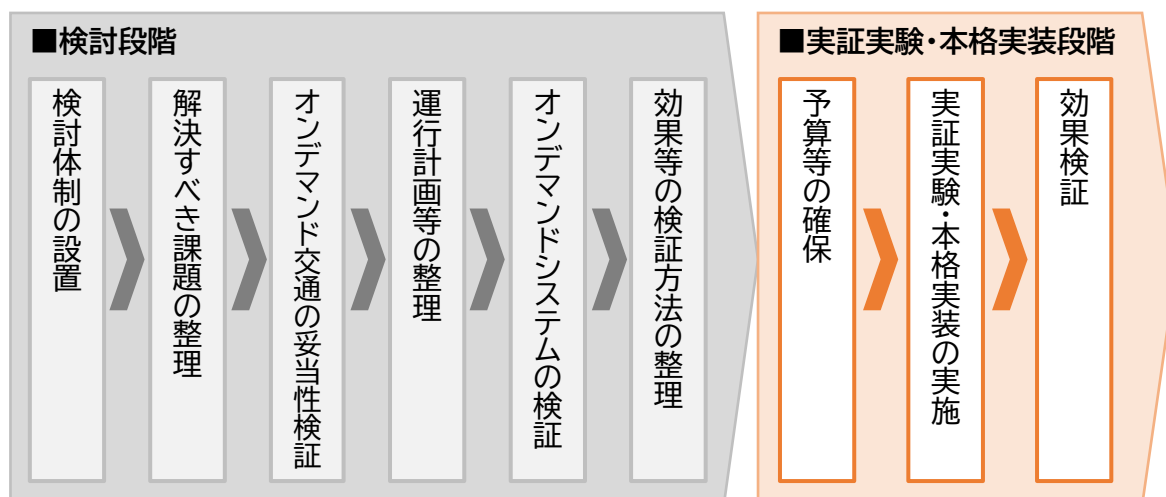 ■検討段階
検討体制の設置
解決すべき課題の整理
オンデマンド交通の妥当性検証
運行計画等の整理
オンデマンドシステムの検証
効果等の検証方法の整理
■実証実験・本格実装段階
予算等の確保
実証実験・本格実装の実施
効果検証